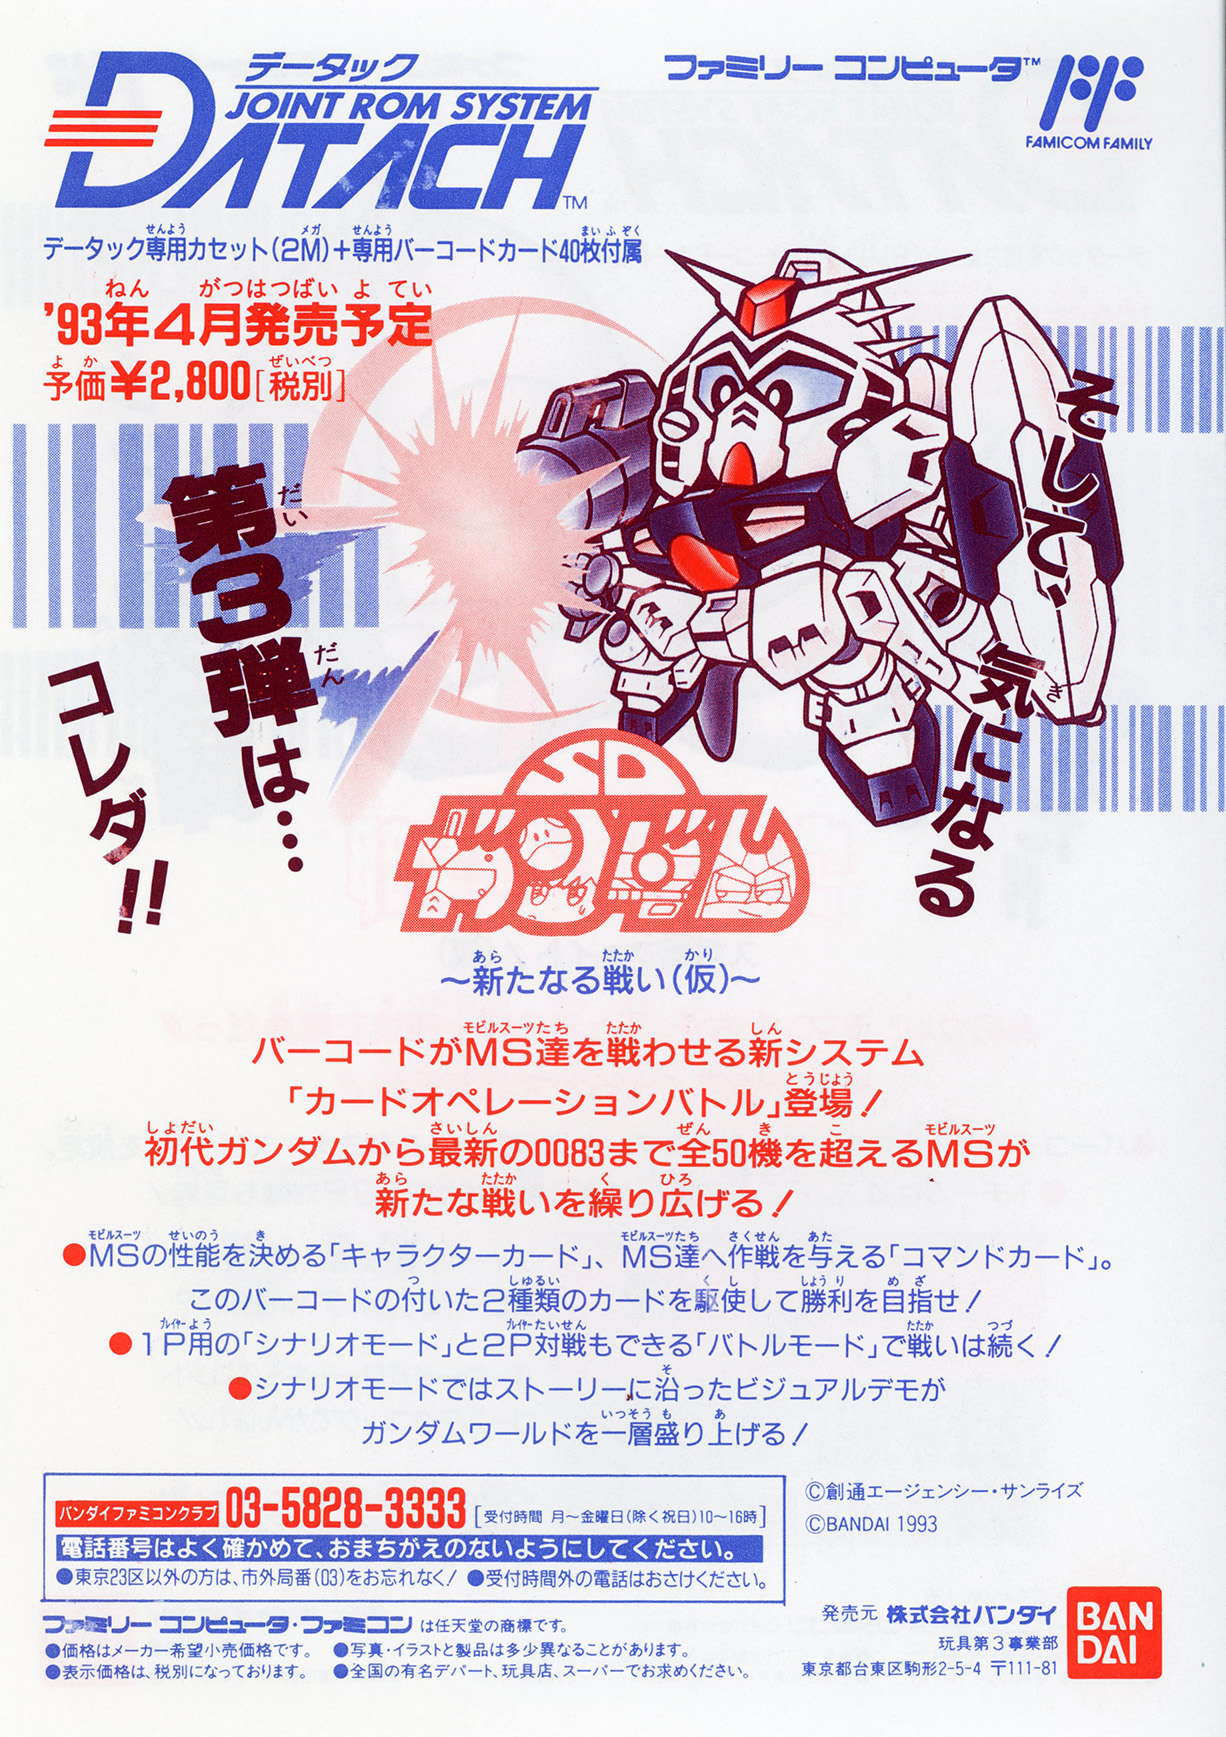 データック
JOINT ROM SYSTEM
DATACH™
ファミリー コンピュータ™
FAMICOM FAMILY
データック専用カセット(2M)+専用バーコードカード40枚付属
'93年4月発売予定
予価¥2,800[税別]
そして、
気になる
第3弾は…
コレダ!!
SD
ガンダム
〜新たなる戦い(仮)〜
バーコードがMS達を戦わせる新システム
「カードオペレーションバトル」登場!
初代ガンダムから最新の0083まで全50機を超えるMSが
新たな戦いを繰り広げる!
●MSの性能を決める「キャラクターカード」、MS達へ作戦を与える「コマンドカード」。
このバーコードの付いた2種類のカードを駆使して勝利を目指せ!
●1P用の「シナリオモード」と2P対戦もできる「バトルモード」で戦いは続く!
●シナリオモードではストーリーに沿ったビジュアルデモが
ガンダムワールドを一層盛り上げる!
バンダイファミコンクラブ 03-5828-3333 [受付時間 月〜金曜日(除く祝日)10〜16時]
電話番号はよく確かめて、おまちがえのないようにしてください。
●東京23区以外の方は、市外局番(03)をお忘れなく! ●受付時間外の電話はおさけください。
©創通エージェンシー・サンライズ
©BANDAI 1993
ファミリー コンピュータ・ファミコン は任天堂の商標です。
●価格はメーカー希望小売価格です。 ●写真・イラストと製品は多少異なることがあります。
●表示価格は、税別になっております。 ●全国の有名デパート、玩具店、スーパーでお求めください。
発売元 株式会社バンダイ
玩具第3事業部
東京都台東区駒形2-5-4 〒111-81
BAN
DAI